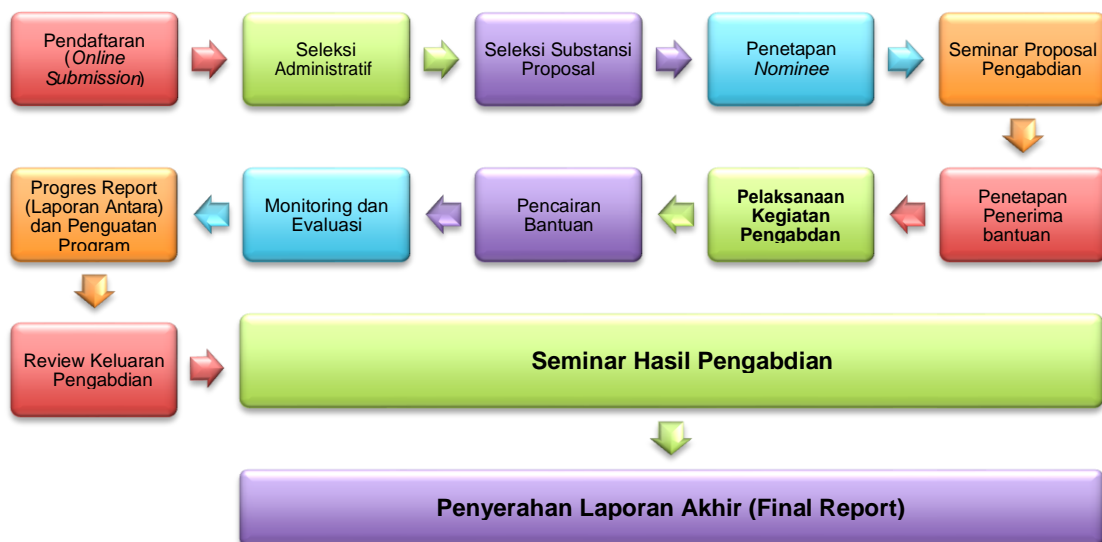 Pendaftaran
(Online
Submission)
Seleksi
Administratif
Seleksi Substansi
Proposal
Penetapan
Nominee
Seminar Proposal
Pengabdian
Penetapan
Penerima
bantuan
Pelaksanaan
Kegiatan
Pengabdan
Pencairan
Bantuan
Monitoring dan
Evaluasi
Progres Report
(Laporan Antara)
dan Penguatan
Program
Review Keluaran
Pengabdian
Seminar Hasil Pengabdian
Penyerahan Laporan Akhir (Final Report)